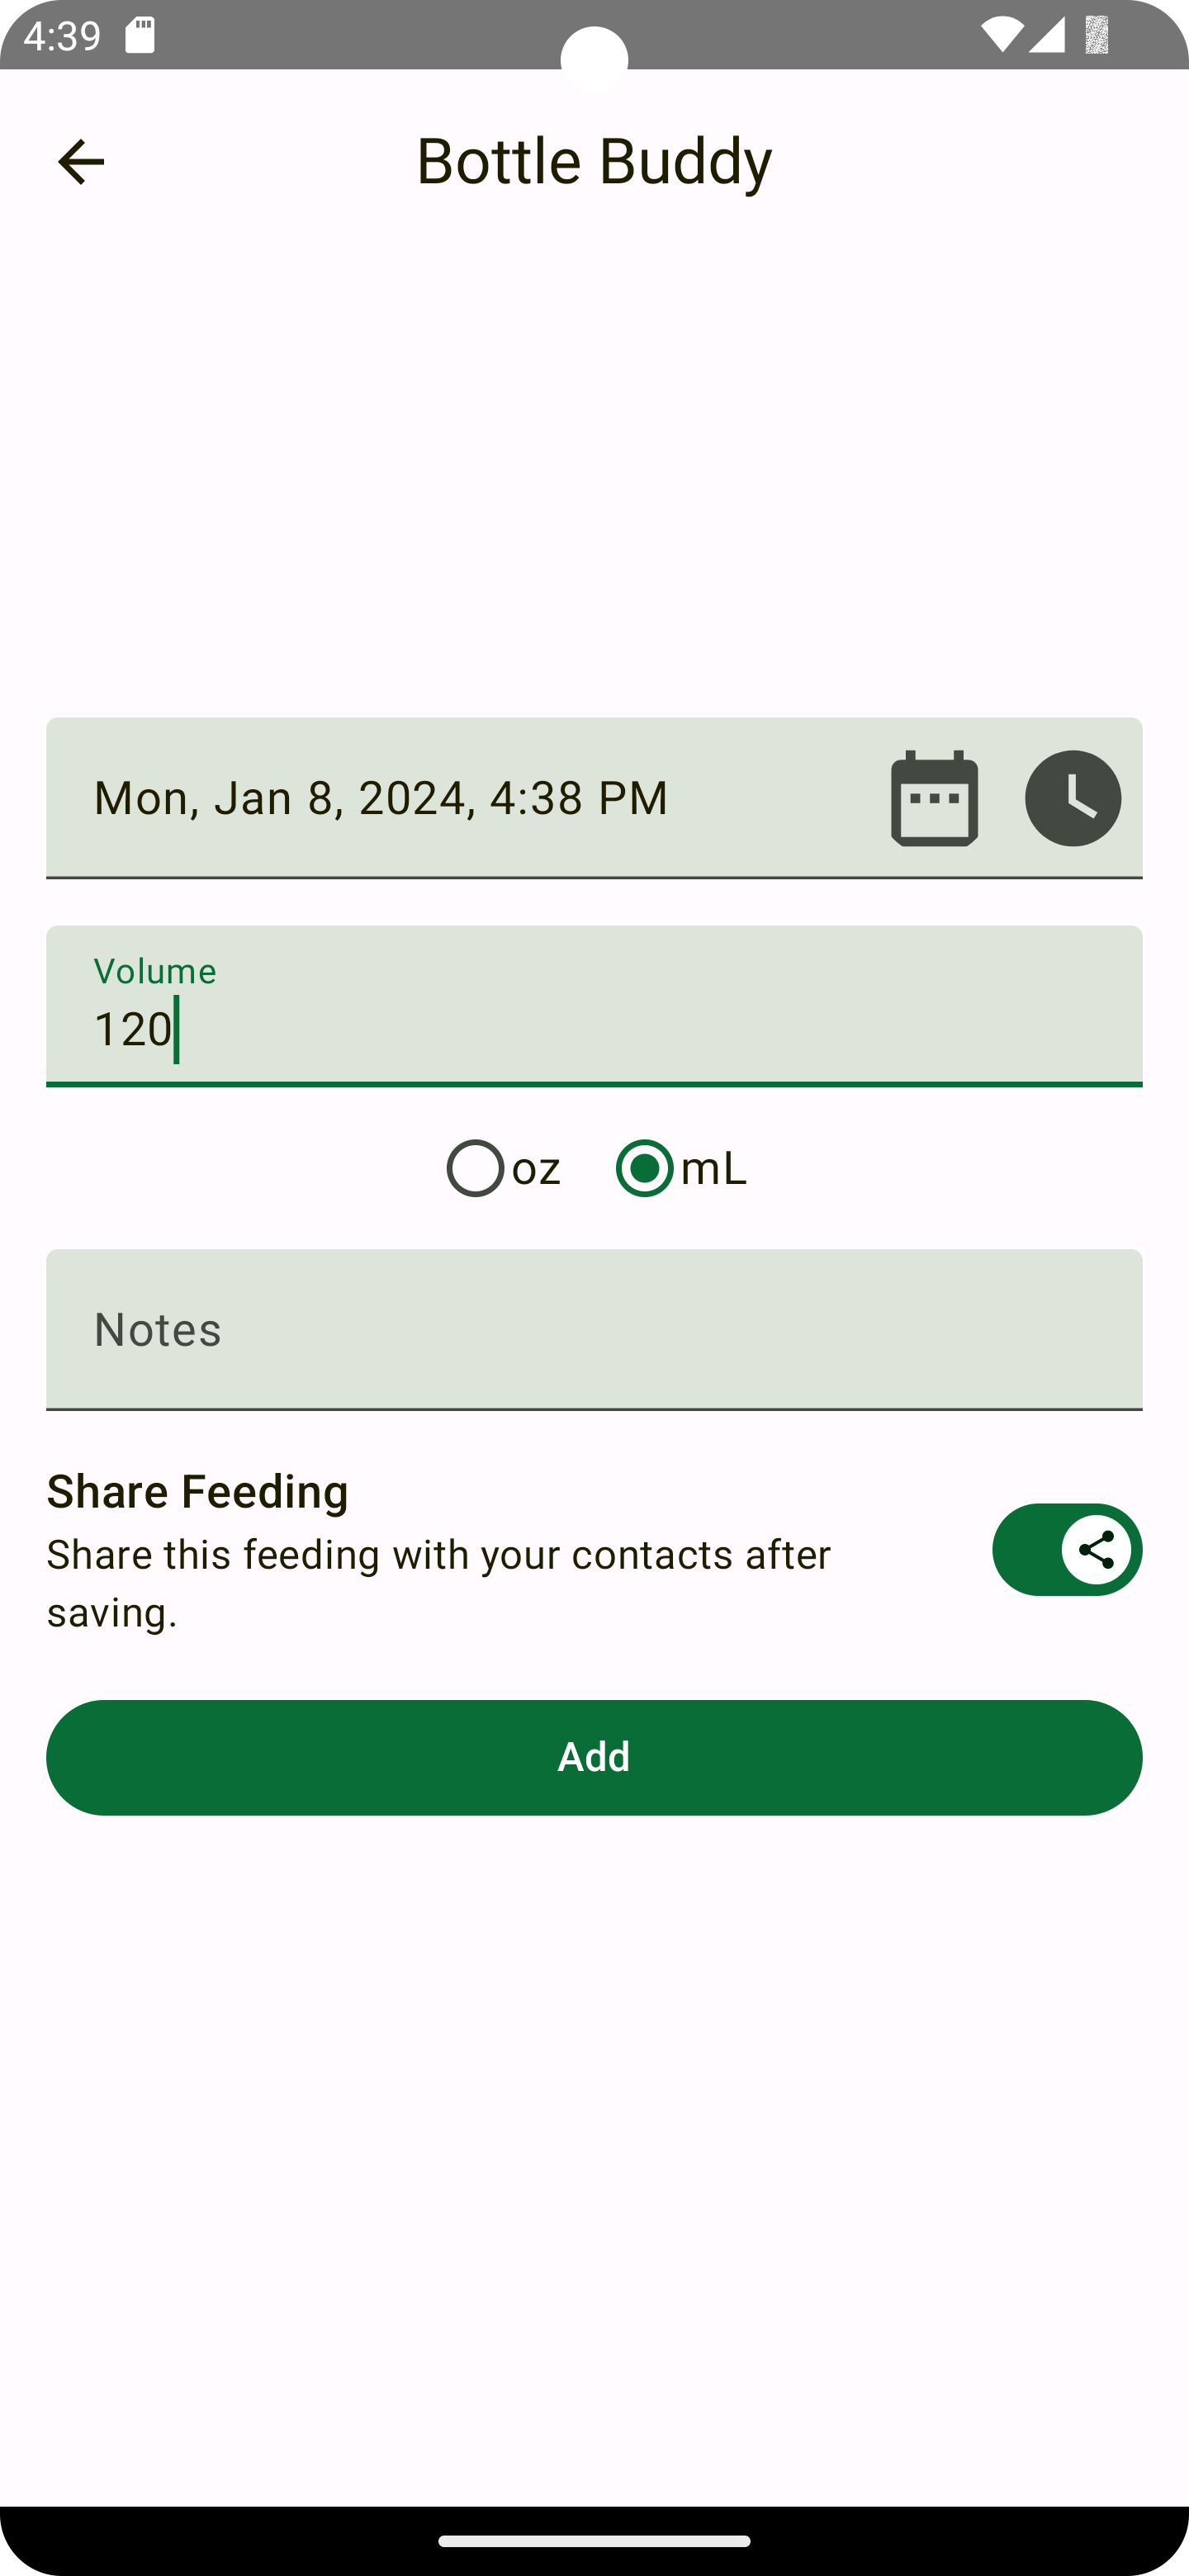 4:39
Bottle Buddy
Mon, Jan 8, 2024, 4:38 PM
Volume
120
oz mL
Notes
Share Feeding
Share this feeding with your contacts after
saving.
Add